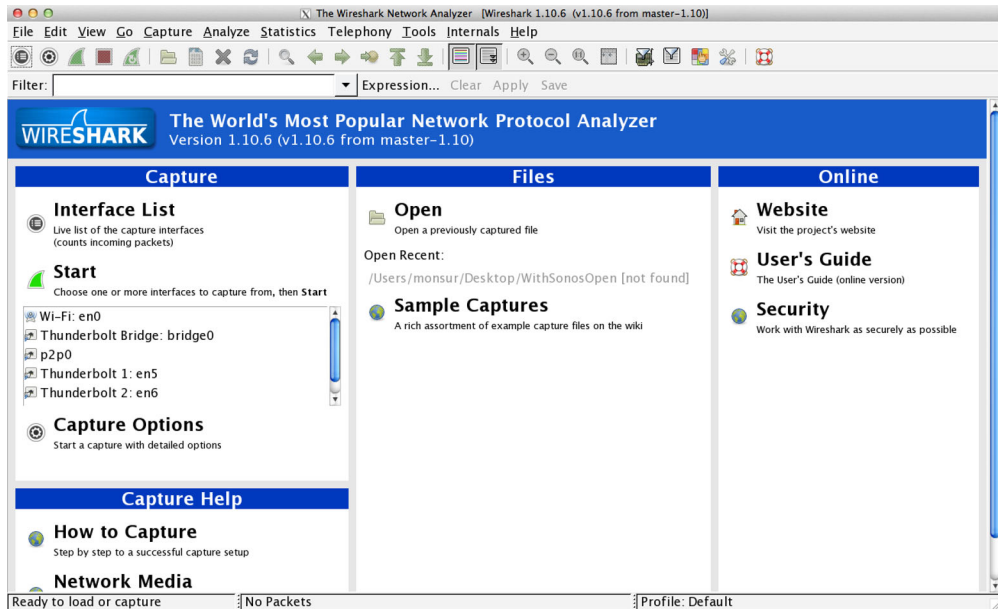 The Wireshark Network Analyzer [Wireshark 1.10.6 (v1.10.6 from master-1.10)]
File Edit View Go Capture Analyze Statistics Telephony Tools Internals Help
Filter:
Expression... Clear Apply Save
WIRESHARK
The World's Most Popular Network Protocol Analyzer
Version 1.10.6 (v1.10.6 from master-1.10)
Capture
Interface List
Live list of the capture interfaces
(counts incoming packets)
Start
Choose one or more interfaces to capture from, then Start
Wi-Fi: en0
Thunderbolt Bridge: bridge0
p2p0
Thunderbolt 1: en5
Thunderbolt 2: en6
Capture Options
Start a capture with detailed options
Capture Help
How to Capture
Step by step to a successful capture setup
Network Media
Files
Open
Open a previously captured file
Open Recent:
/Users/monsur/Desktop/WithSonosOpen [not found]
Sample Captures
A rich assortment of example capture files on the wiki
Online
Website
Visit the project's website
User's Guide
The User's Guide (online version)
Security
Work with Wireshark as securely as possible
Ready to load or capture
No Packets
Profile: Default